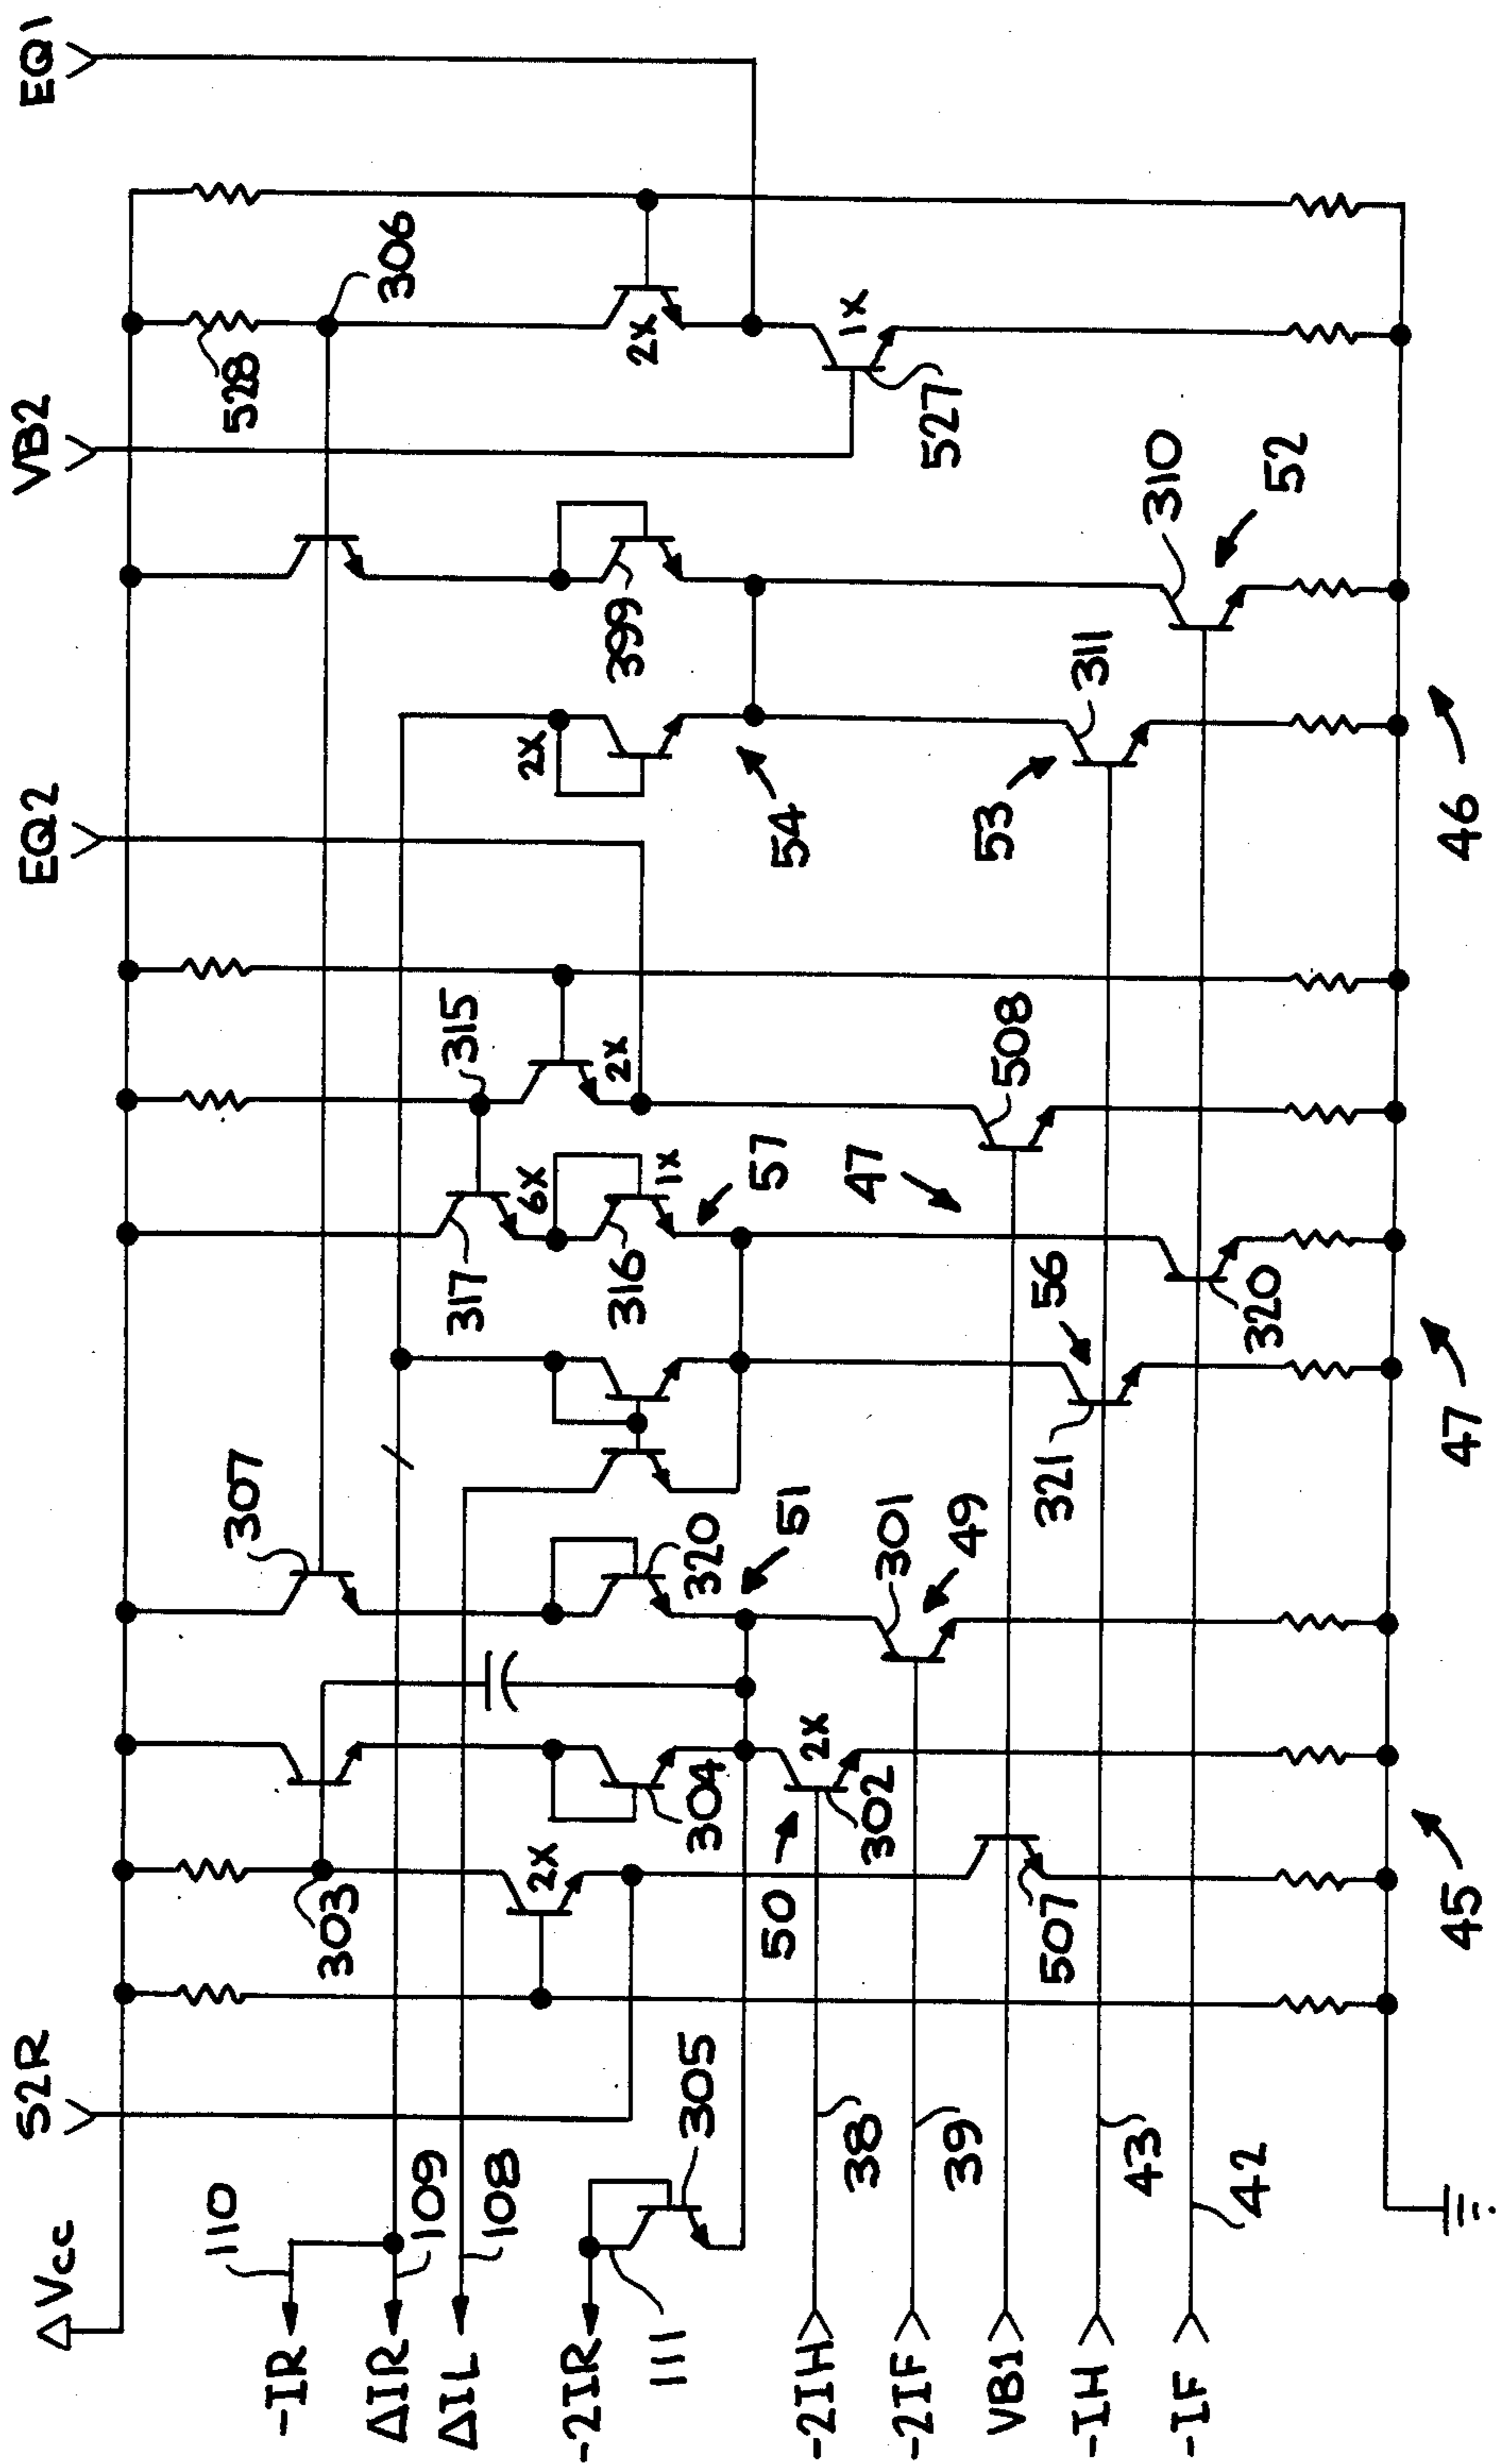 S2R
EQ2
VB2
EQ1
Vcc
110
-IR
109
ΔIR
108
ΔIL
111
-2IR
305
38
-2IH
39
-2IF
VB1
43
-IH
42
-IF
303
2X
507
50
304
2X
302
45
307
320
51
301
49
321
56
317
6X
316
1X
57
47
320
47
315
2X
508
2X
54
53
311
46
399
310
52
528
306
2X
1X
527